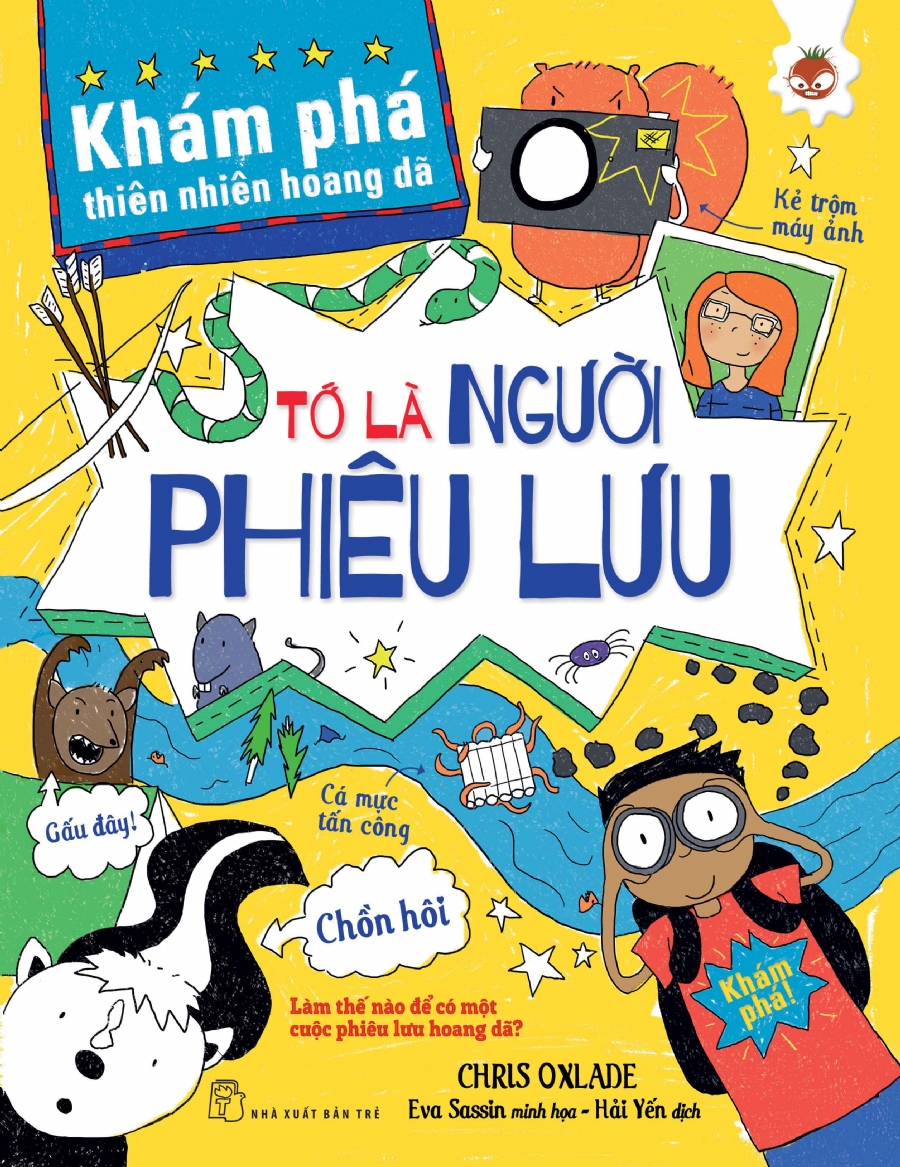 Khám phá
thiên nhiên hoang dã
Kẻ trộm
máy ảnh
TỚ LÀ NGƯỜI
PHIÊU LƯU
Gấu đây!
Cá mực
tấn công
Chồn hôi
Khám
phá!
Làm thế nào để có một
cuộc phiêu lưu hoang dã?
CHRIS OXLADE
NHÀ XUẤT BẢN TRẺ
Eva Sassin minh họa - Hải Yến dịch